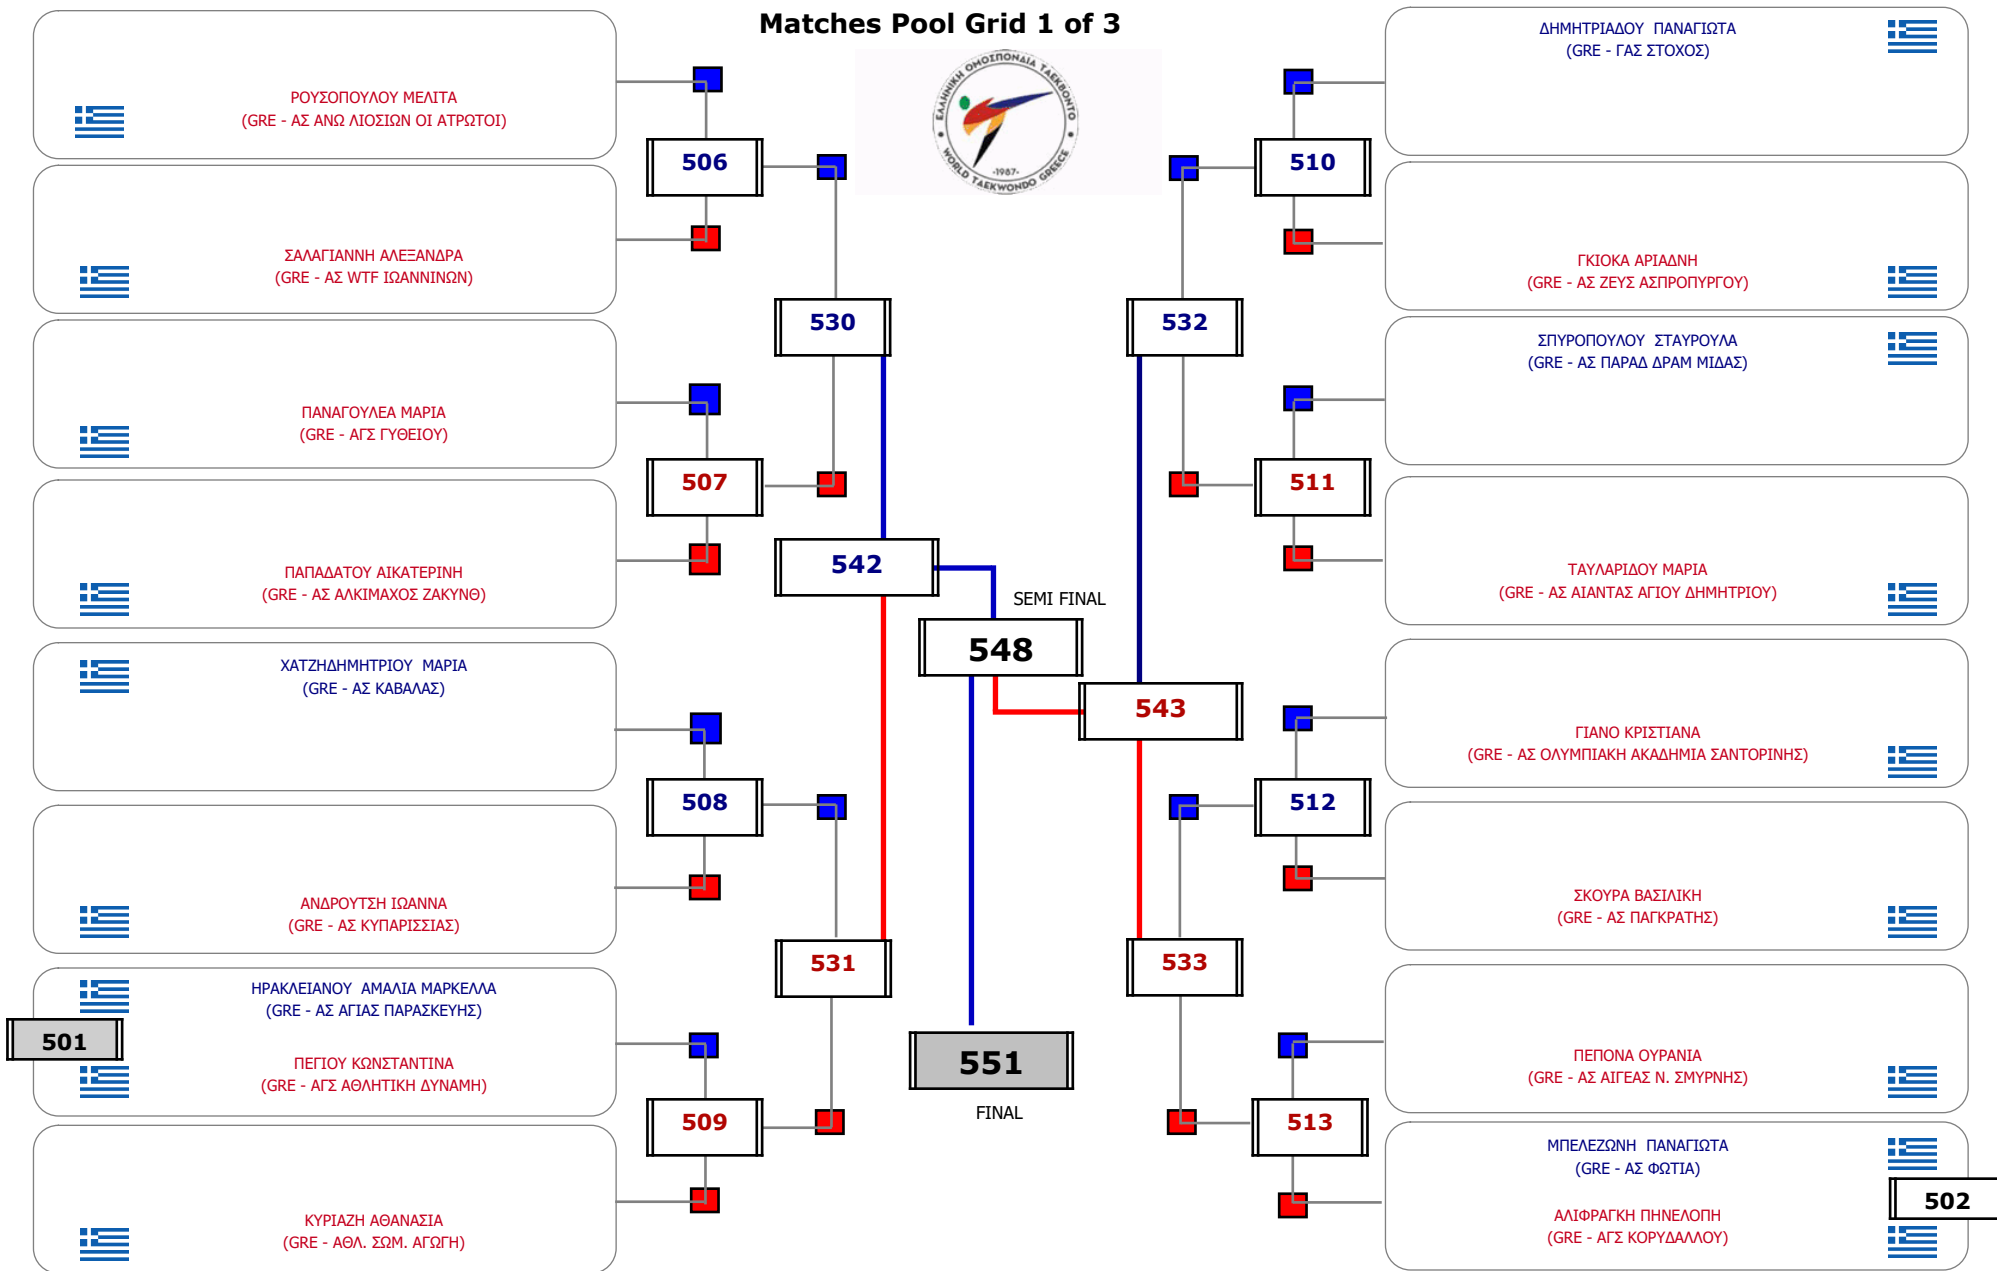 Matches Pool Grid 1 of 3
ΕΛΛΗΝΙΚΗ ΟΜΟΣΠΟΝΔΙΑ ΤΑΕΚΒΟΝΤΟ
-1987-
WORLD TAEKWONDO GREECE
ΡΟΥΣΟΠΟΥΛΟΥ ΜΕΛΙΤΑ
(GRE - ΑΣ ΑΝΩ ΛΙΟΣΙΩΝ ΟΙ ΑΤΡΩΤΟΙ)
506
ΣΑΛΑΓΙΑΝΝΗ ΑΛΕΞΑΝΔΡΑ
(GRE - ΑΣ WTF ΙΩΑΝΝΙΝΩΝ)
530
ΠΑΝΑΓΟΥΛΕΑ ΜΑΡΙΑ
(GRE - ΑΓΣ ΓΥΘΕΙΟΥ)
507
ΠΑΠΑΔΑΤΟΥ ΑΙΚΑΤΕΡΙΝΗ
(GRE - ΑΣ ΑΛΚΙΜΑΧΟΣ ΖΑΚΥΝΘ)
542
ΧΑΤΖΗΔΗΜΗΤΡΙΟΥ ΜΑΡΙΑ
(GRE - ΑΣ ΚΑΒΑΛΑΣ)
508
ΑΝΔΡΟΥΤΣΗ ΙΩΑΝΝΑ
(GRE - ΑΣ ΚΥΠΑΡΙΣΣΙΑΣ)
531
ΗΡΑΚΛΕΙΑΝΟΥ ΑΜΑΛΙΑ ΜΑΡΚΕΛΛΑ
(GRE - ΑΣ ΑΓΙΑΣ ΠΑΡΑΣΚΕΥΗΣ)
501
ΠΕΓΙΟΥ ΚΩΝΣΤΑΝΤΙΝΑ
(GRE - ΑΓΣ ΑΘΛΗΤΙΚΗ ΔΥΝΑΜΗ)
509
ΚΥΡΙΑΖΗ ΑΘΑΝΑΣΙΑ
(GRE - ΑΘΛ. ΣΩΜ. ΑΓΩΓΗ)
SEMI FINAL
548
551
FINAL
ΔΗΜΗΤΡΙΑΔΟΥ ΠΑΝΑΓΙΩΤΑ
(GRE - ΓΑΣ ΣΤΟΧΟΣ)
510
ΓΚΙΟΚΑ ΑΡΙΑΔΝΗ
(GRE - ΑΣ ΖΕΥΣ ΑΣΠΡΟΠΥΡΓΟΥ)
532
ΣΠΥΡΟΠΟΥΛΟΥ ΣΤΑΥΡΟΥΛΑ
(GRE - ΑΣ ΠΑΡΑΔ ΔΡΑΜ ΜΙΔΑΣ)
511
ΤΑΥΛΑΡΙΔΟΥ ΜΑΡΙΑ
(GRE - ΑΣ ΑΙΑΝΤΑΣ ΑΓΙΟΥ ΔΗΜΗΤΡΙΟΥ)
543
ΓΙΑΝΟ ΚΡΙΣΤΙΑΝΑ
(GRE - ΑΣ ΟΛΥΜΠΙΑΚΗ ΑΚΑΔΗΜΙΑ ΣΑΝΤΟΡΙΝΗΣ)
512
ΣΚΟΥΡΑ ΒΑΣΙΛΙΚΗ
(GRE - ΑΣ ΠΑΓΚΡΑΤΗΣ)
533
ΠΕΠΟΝΑ ΟΥΡΑΝΙΑ
(GRE - ΑΣ ΑΙΓΕΑΣ Ν. ΣΜΥΡΝΗΣ)
513
ΜΠΕΛΕΖΩΝΗ ΠΑΝΑΓΙΩΤΑ
(GRE - ΑΣ ΦΩΤΙΑ)
502
ΑΛΙΦΡΑΓΚΗ ΠΗΝΕΛΟΠΗ
(GRE - ΑΓΣ ΚΟΡΥΔΑΛΛΟΥ)